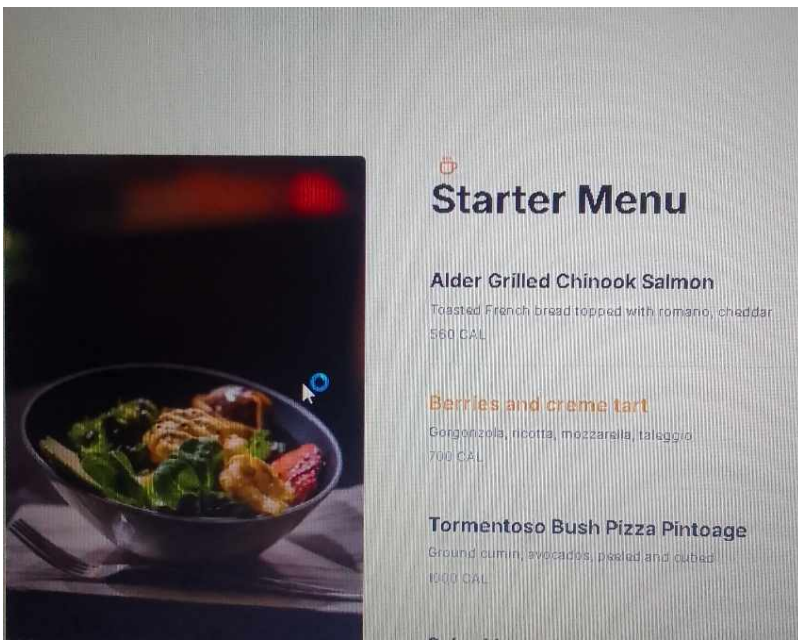 Starter Menu
Alder Grilled Chinook Salmon
Toasted French bread topped with romano, cheddar
560 CAL
Berries and creme tart
Gorgonzola, ricotta, mozzarella, taleggio
700 CAL
Tormentoso Bush Pizza Pintoage
Ground cumin, avocados, peeled and cubed
1000 CAL